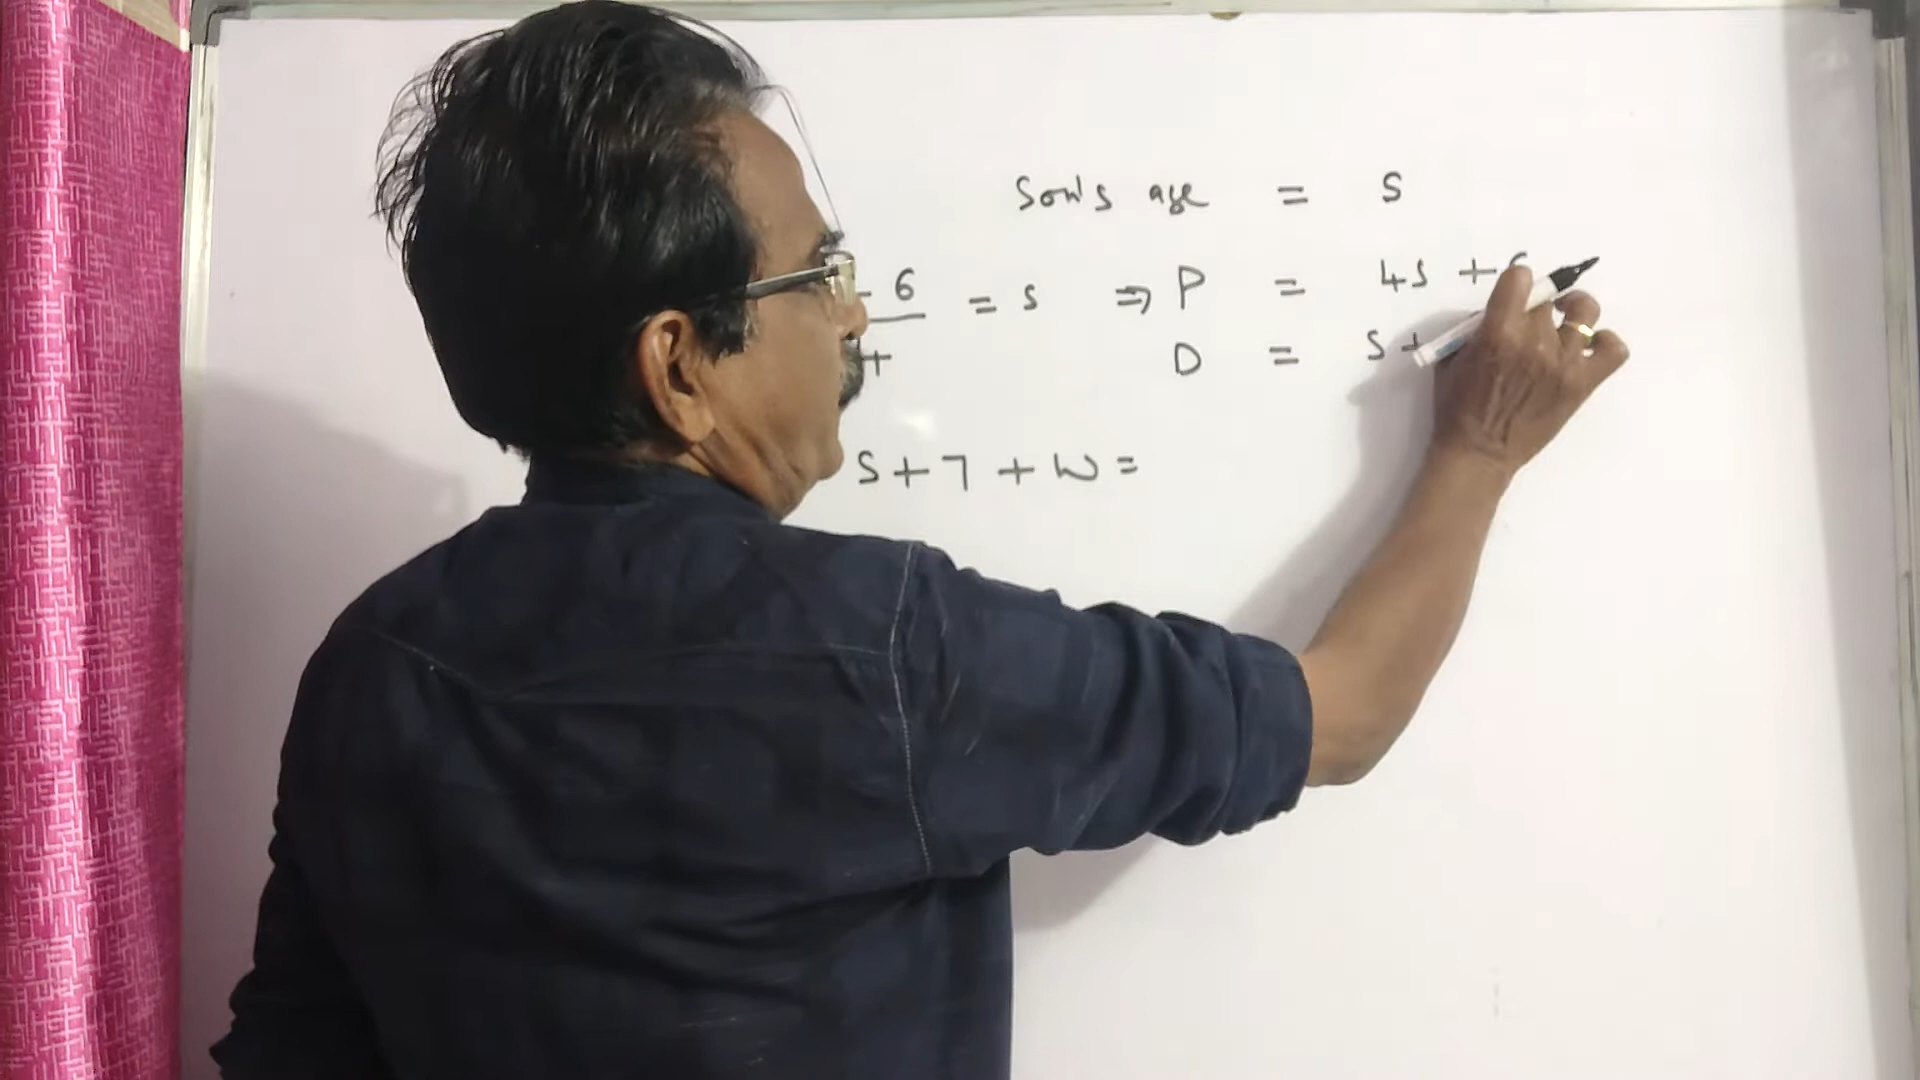 Son's age = S
- 6 = S ⇒ P = 4S + 6
+ D = S +
S + 7 + W =